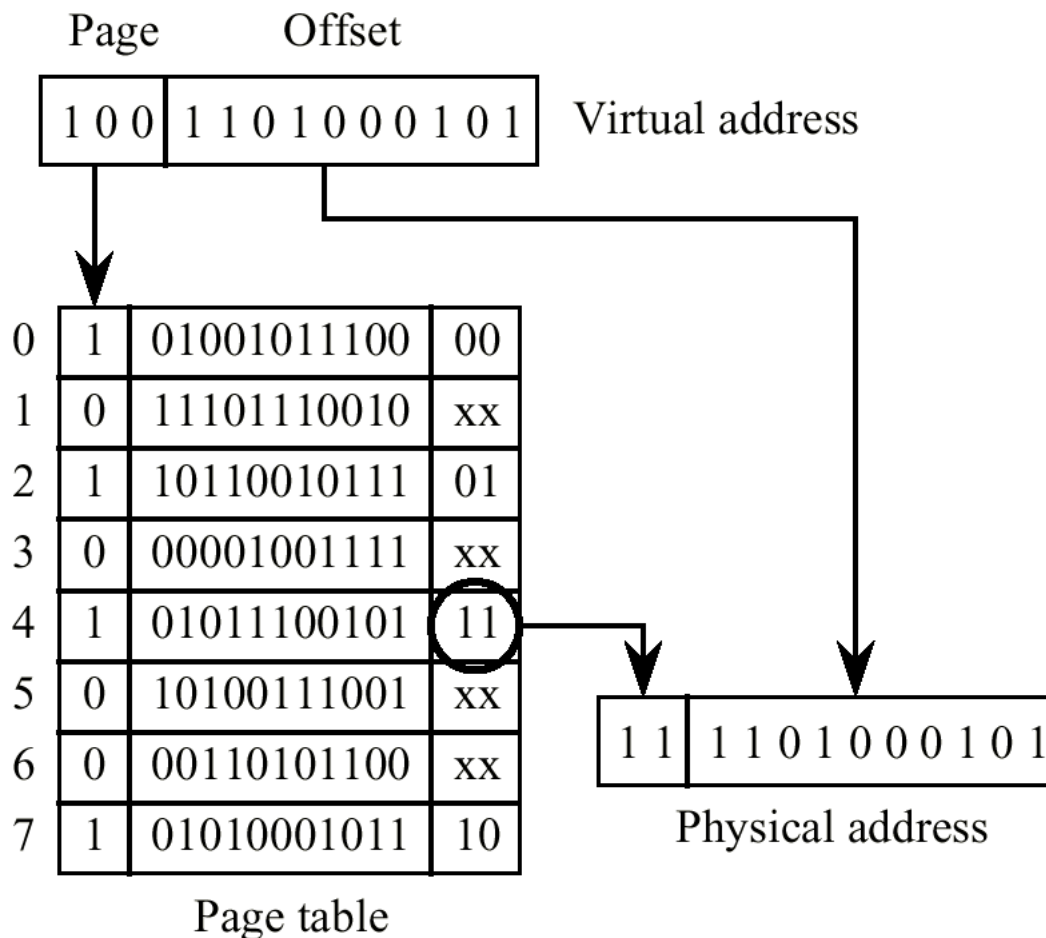 Page Offset
1 0 0 1 1 0 1 0 0 0 1 0 1 Virtual address
0 1 01001011100 00
1 0 11101110010 xx
2 1 10110010111 01
3 0 00001001111 xx
4 1 01011100101 11
5 0 10100111001 xx
6 0 00110101100 xx
7 1 01010001011 10
Page table
1 1 1 1 0 1 0 0 0 1 0 1
Physical address